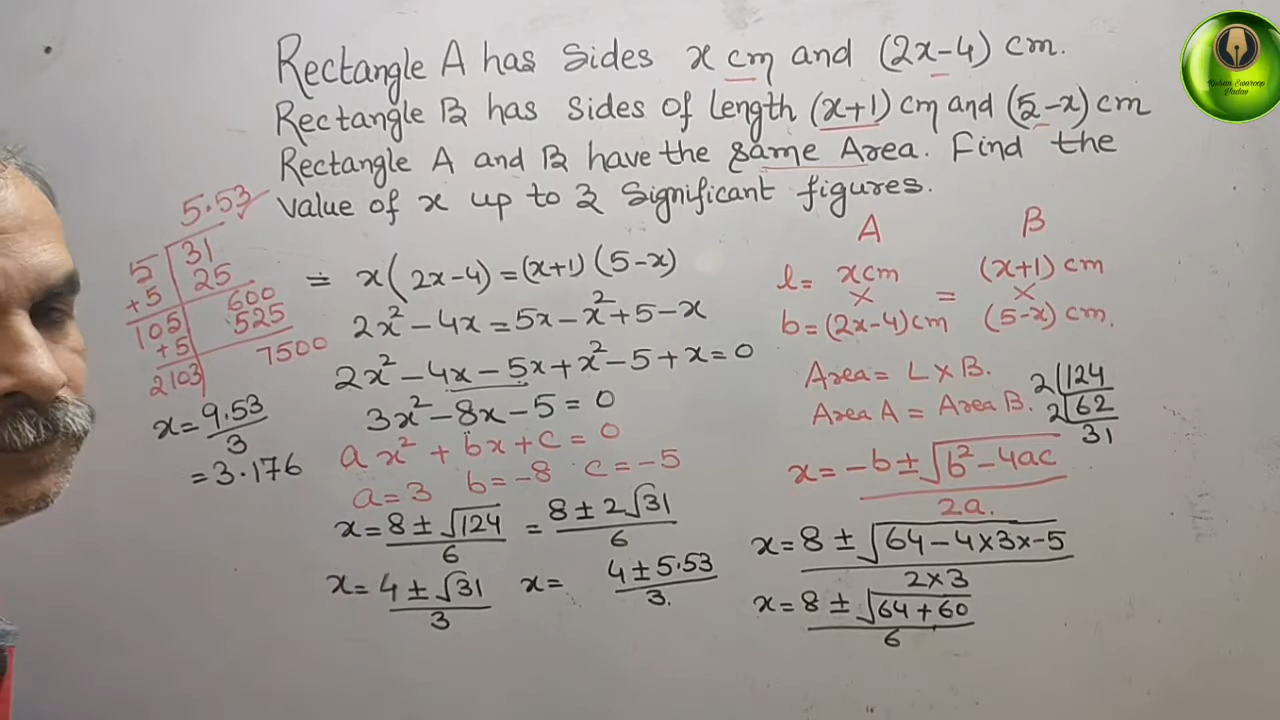 Rectangle A has Sides x cm and (2x-4) cm.
Rectangle B has Sides of length (x+1) cm and (5-x) cm
Rectangle A and B have the same Area. Find the
value of x up to 3 Significant figures.
= x(2x-4) = (x+1)(5-x)
2x² - 4x = 5x - x² + 5 - x
2x² - 4x - 5x + x² - 5 + x = 0
3x² - 8x - 5 = 0
a x² + bx + c = 0
a = 3 b = -8 c = -5
x = 8 ± √124 / 6 = 8 ± 2√31 / 6
x = 4 ± √31 / 3 x = 4 ± 5.53 / 3.
5.53
5 31
+5 25
105 600
+5 525
2103 7500
x = 9.53 / 3
= 3.176
A B
l = x cm (x+1) cm
× = ×
b = (2x-4) cm (5-x) cm.
Area = L × B.
Area A = Area B.
2 124
2 62
31
x = -b ± √b² - 4ac / 2a.
x = 8 ± √64 - 4×3×-5 / 2×3
x = 8 ± √64 + 60 / 6